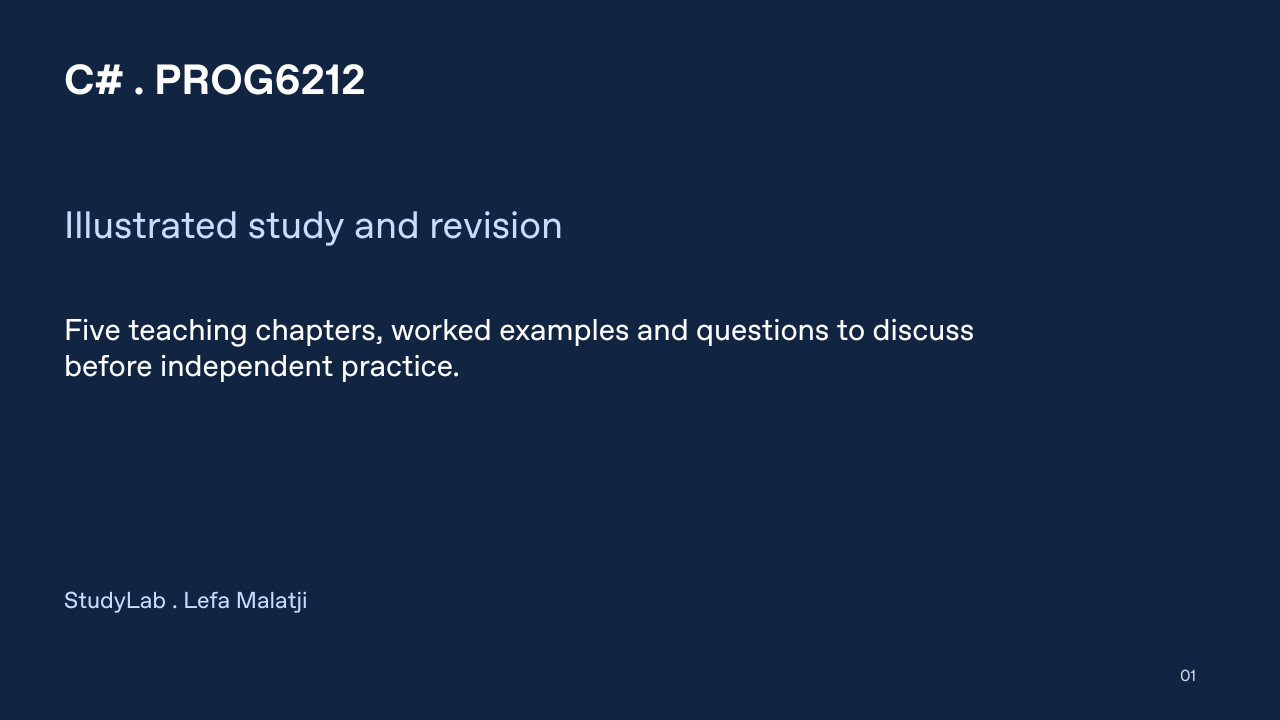 C# . PROG6212
Illustrated study and revision
Five teaching chapters, worked examples and questions to discuss
before independent practice.
StudyLab . Lefa Malatji
01